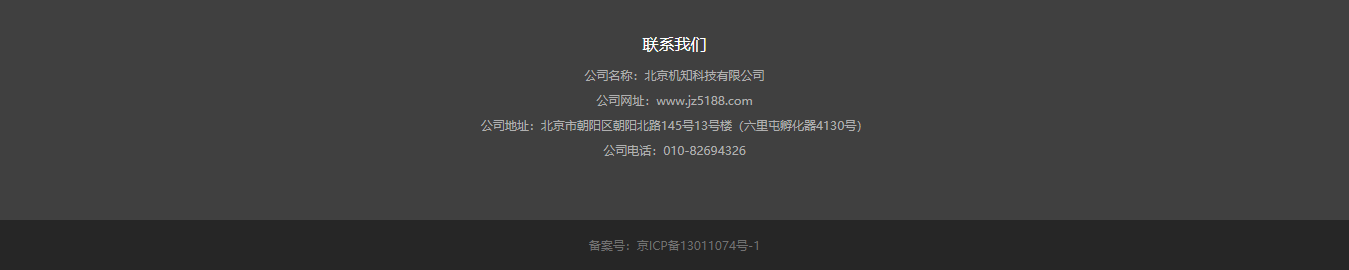 联系我们
公司名称：北京机知科技有限公司
公司网址：www.jz5188.com
公司地址：北京市朝阳区朝阳北路145号13号楼（六里屯孵化器4130号）
公司电话：010-82694326
备案号：京ICP备13011074号-1